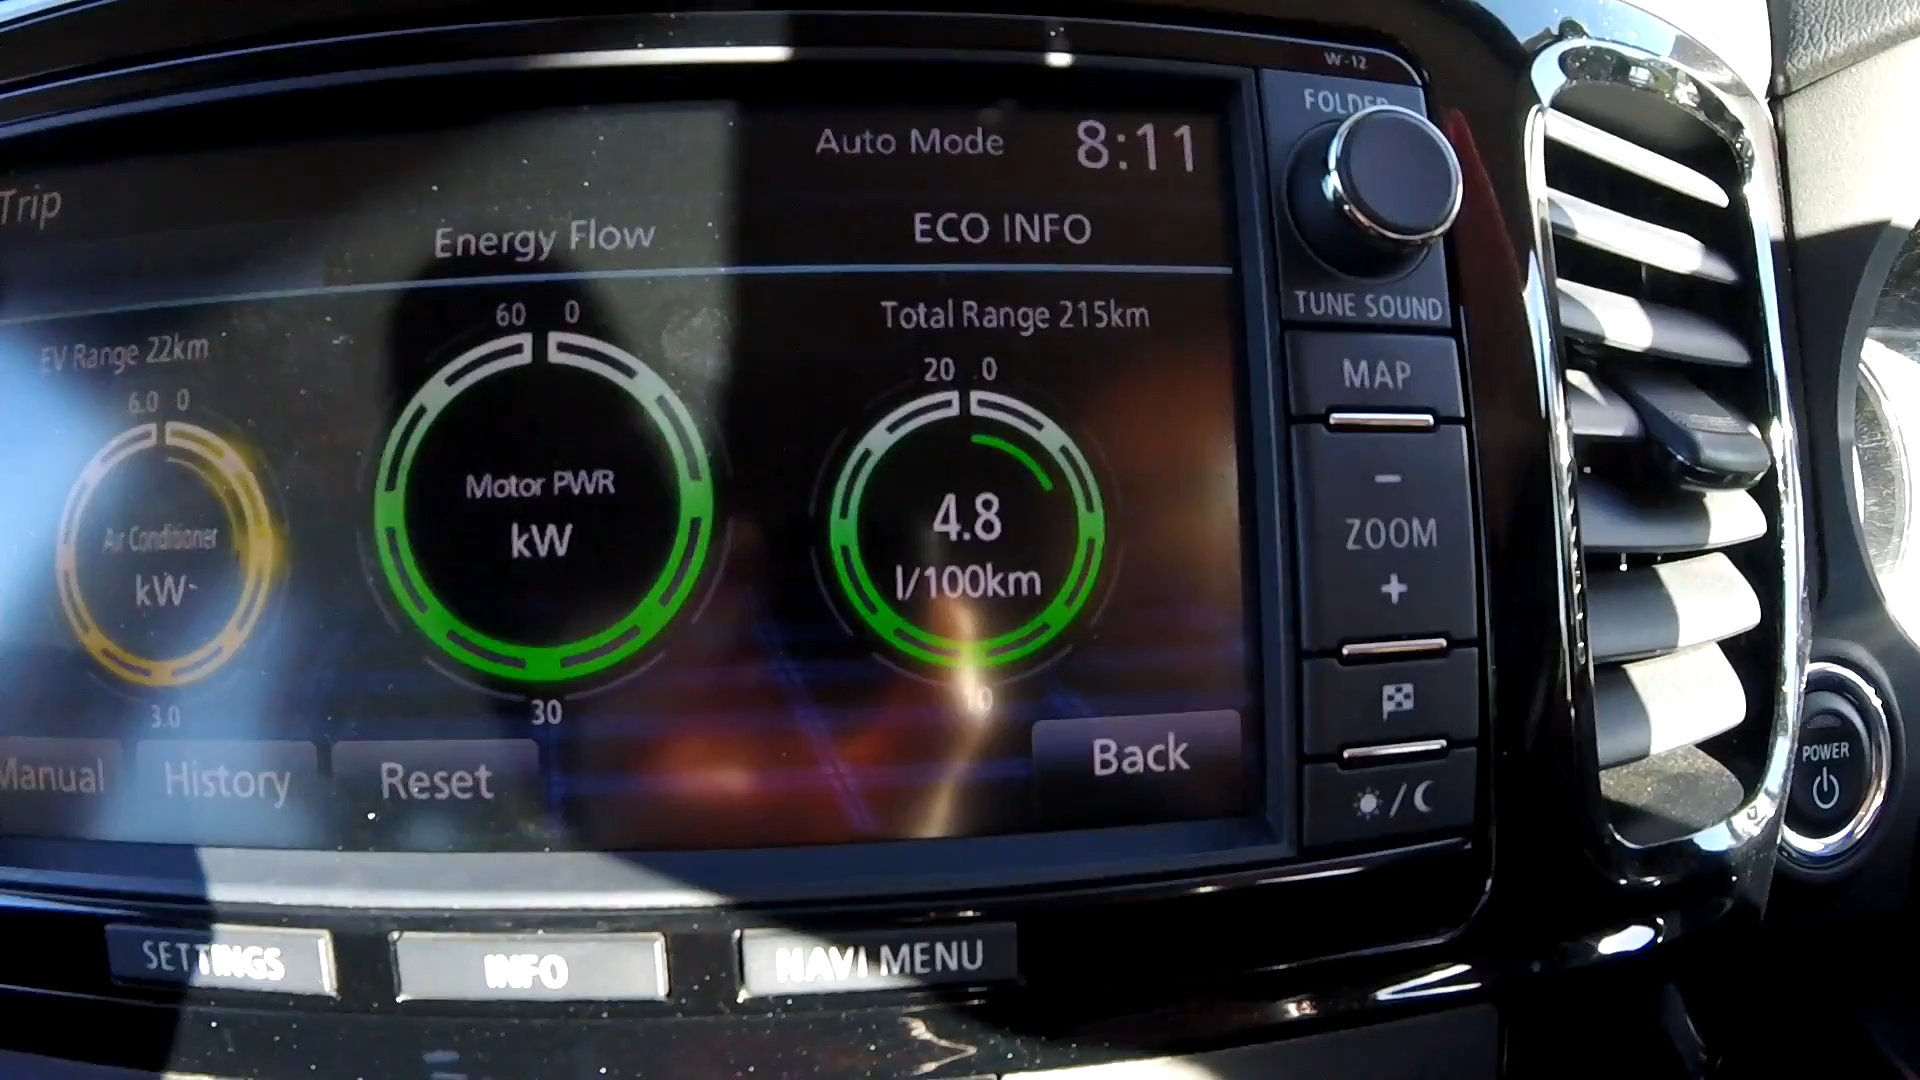 W-12
FOLDER
Auto Mode 8:11
Trip
Energy Flow
ECO INFO
TUNE SOUND
EV Range 22km
60 0
Total Range 215km
6.0 0
20 0
MAP
Air Conditioner
kW-
Motor PWR
kW
4.8
l/100km
-
ZOOM
+
3.0
30
10
Manual
History
Reset
Back
POWER
SETTINGS
INFO
NAVI MENU